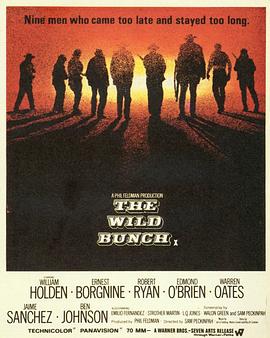 Nine men who came too late and stayed too long.
A PHIL FELDMAN PRODUCTION
THE
WILD
BUNCH X
WILLIAM HOLDEN
ERNEST BORGNINE
ROBERT RYAN
EDMOND O'BRIEN
WARREN OATES
JAIME SANCHEZ
BEN JOHNSON
EMILIO FERNANDEZ STROTHER MARTIN L.Q. JONES
Screenplay by WALON GREEN and SAM PECKINPAH
Produced by PHIL FELDMAN Directed by SAM PECKINPAH
TECHNICOLOR® PANAVISION® 70 MM– A WARNER BROS.–SEVEN ARTS RELEASE